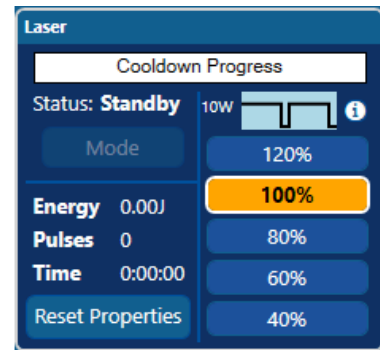 Laser
Cooldown Progress
Status: Standby
10W
Mode
120%
100%
80%
60%
40%
Energy 0.00J
Pulses 0
Time 0:00:00
Reset Properties